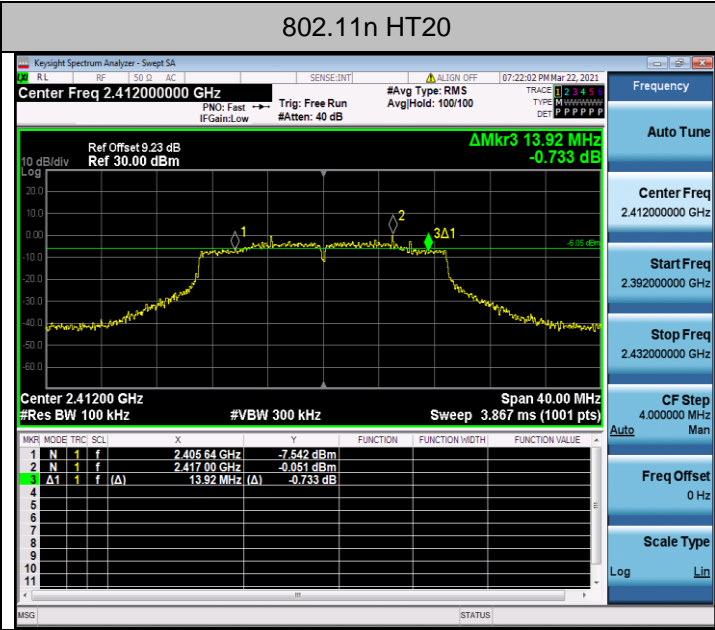 802.11n HT20
Keysight Spectrum Analyzer - Swept SA
RL RF 50 Ω AC SENSE:INT ALIGN OFF 07:22:02 PM Mar 22, 2021
Center Freq 2.412000000 GHz
PNO: Fast
IFGain:Low
Trig: Free Run
#Atten: 40 dB
#Avg Type: RMS
Avg|Hold: 100/100
TRACE 1 2 3 4 5 6
TYPE M WWWWW
DET P P P P P P
ΔMkr3 13.92 MHz
-0.733 dB
Ref Offset 9.23 dB
Ref 30.00 dBm
10 dB/div
Log
20.0
10.0
0.00
-10.0
-20.0
-30.0
-40.0
-50.0
-60.0
1
2
3Δ1
-6.05 dBm
Center 2.41200 GHz Span 40.00 MHz
#Res BW 100 kHz #VBW 300 kHz Sweep 3.867 ms (1001 pts)
MKR MODE TRC SCL X Y FUNCTION FUNCTION WIDTH FUNCTION VALUE
1 N 1 f 2.405 64 GHz -7.542 dBm
2 N 1 f 2.417 00 GHz -0.051 dBm
3 Δ1 1 f (Δ) 13.92 MHz (Δ) -0.733 dB
4
5
6
7
8
9
10
11
MSG STATUS
Frequency
Auto Tune
Center Freq
2.412000000 GHz
Start Freq
2.392000000 GHz
Stop Freq
2.432000000 GHz
CF Step
4.000000 MHz
Auto Man
Freq Offset
0 Hz
Scale Type
Log Lin